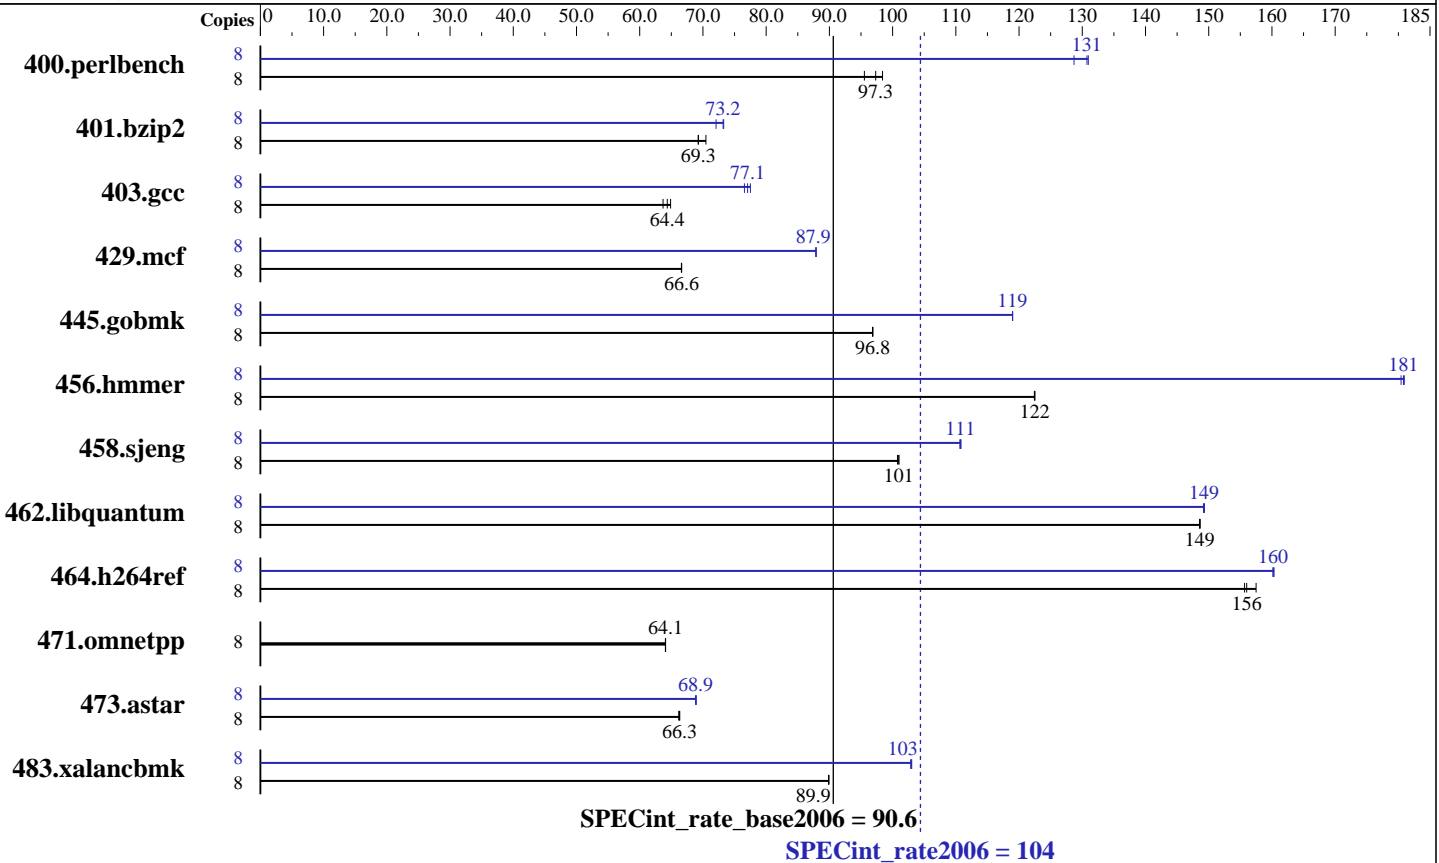 Copies 0 10.0 20.0 30.0 40.0 50.0 60.0 70.0 80.0 90.0 100 110 120 130 140 150 160 170 185
400.perlbench 8 131
8 97.3
401.bzip2 8 73.2
8 69.3
403.gcc 8 77.1
8 64.4
429.mcf 8 87.9
8 66.6
445.gobmk 8 119
8 96.8
456.hmmer 8 181
8 122
458.sjeng 8 111
8 101
462.libquantum 8 149
8 149
464.h264ref 8 160
8 156
471.omnetpp 8 64.1
473.astar 8 68.9
8 66.3
483.xalancbmk 8 103
8 89.9
SPECint_rate_base2006 = 90.6
SPECint_rate2006 = 104